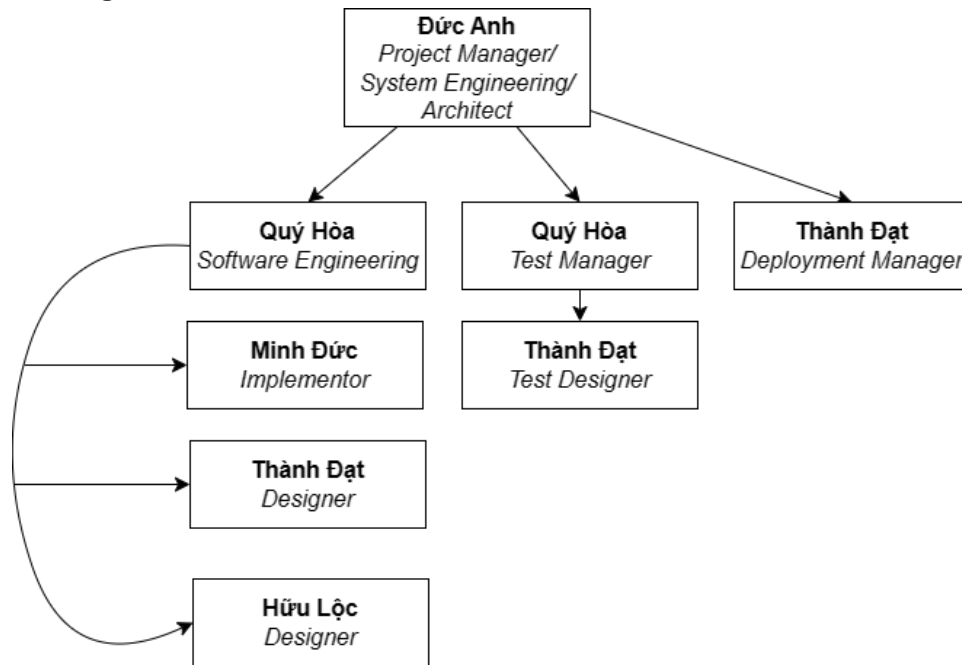 Đức Anh
Project Manager/
System Engineering/
Architect
Quý Hòa
Software Engineering
Quý Hòa
Test Manager
Thành Đạt
Deployment Manager
Minh Đức
Implementor
Thành Đạt
Test Designer
Thành Đạt
Designer
Hữu Lộc
Designer